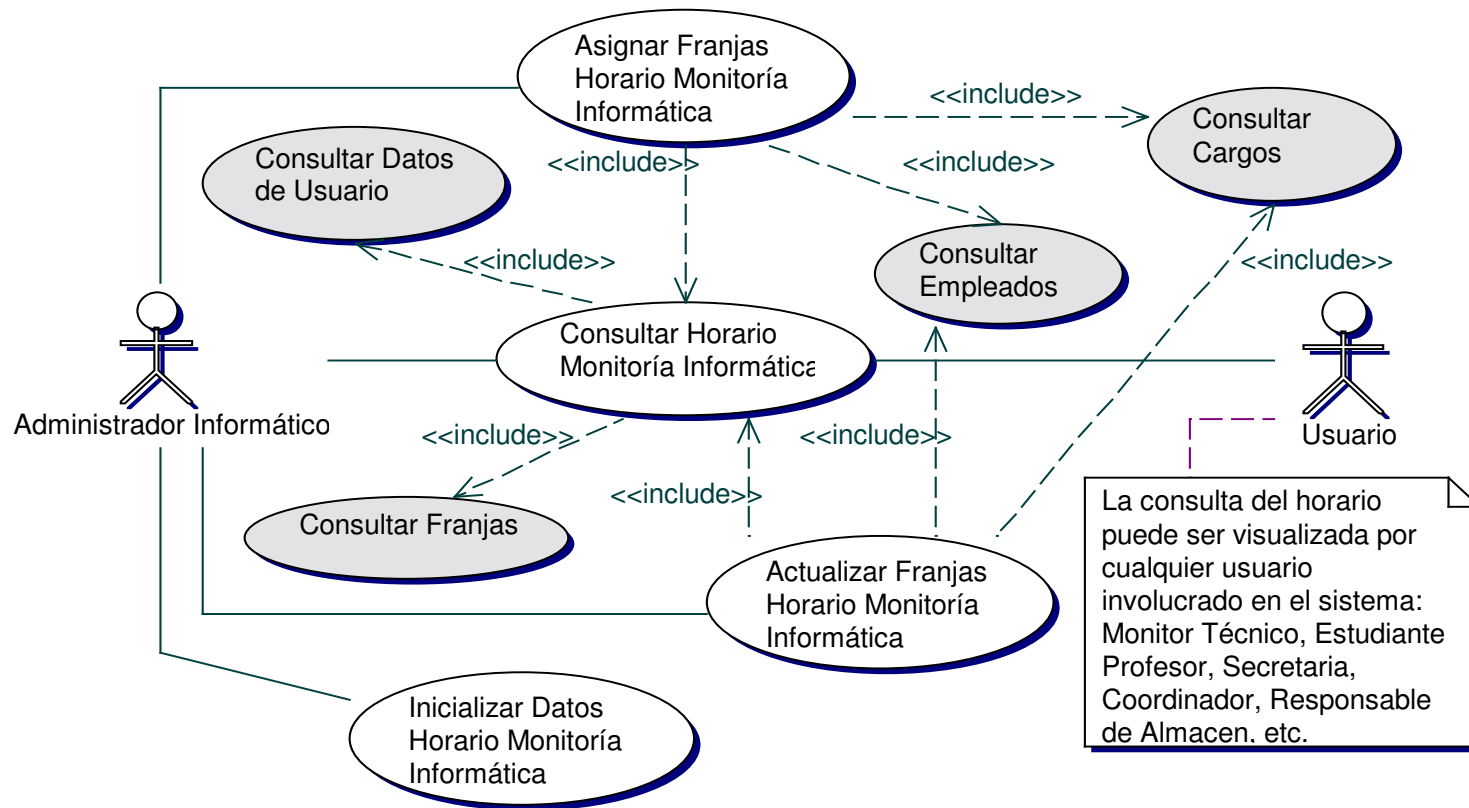 Asignar Franjas
Horario Monitoría
Informática
<<include>>
Consultar
Cargos
Consultar Datos
de Usuario
<<include>>
<<include>>
<<include>>
Consultar
Empleados
<<include>>
Consultar Horario
Monitoría Informática
Administrador Informático
Usuario
<<include>>
<<include>>
<<include>>
Consultar Franjas
Actualizar Franjas
Horario Monitoría
Informática
La consulta del horario
puede ser visualizada por
cualquier usuario
involucrado en el sistema:
Monitor Técnico, Estudiante
Profesor, Secretaria,
Coordinador, Responsable
de Almacen, etc.
Inicializar Datos
Horario Monitoría
Informática